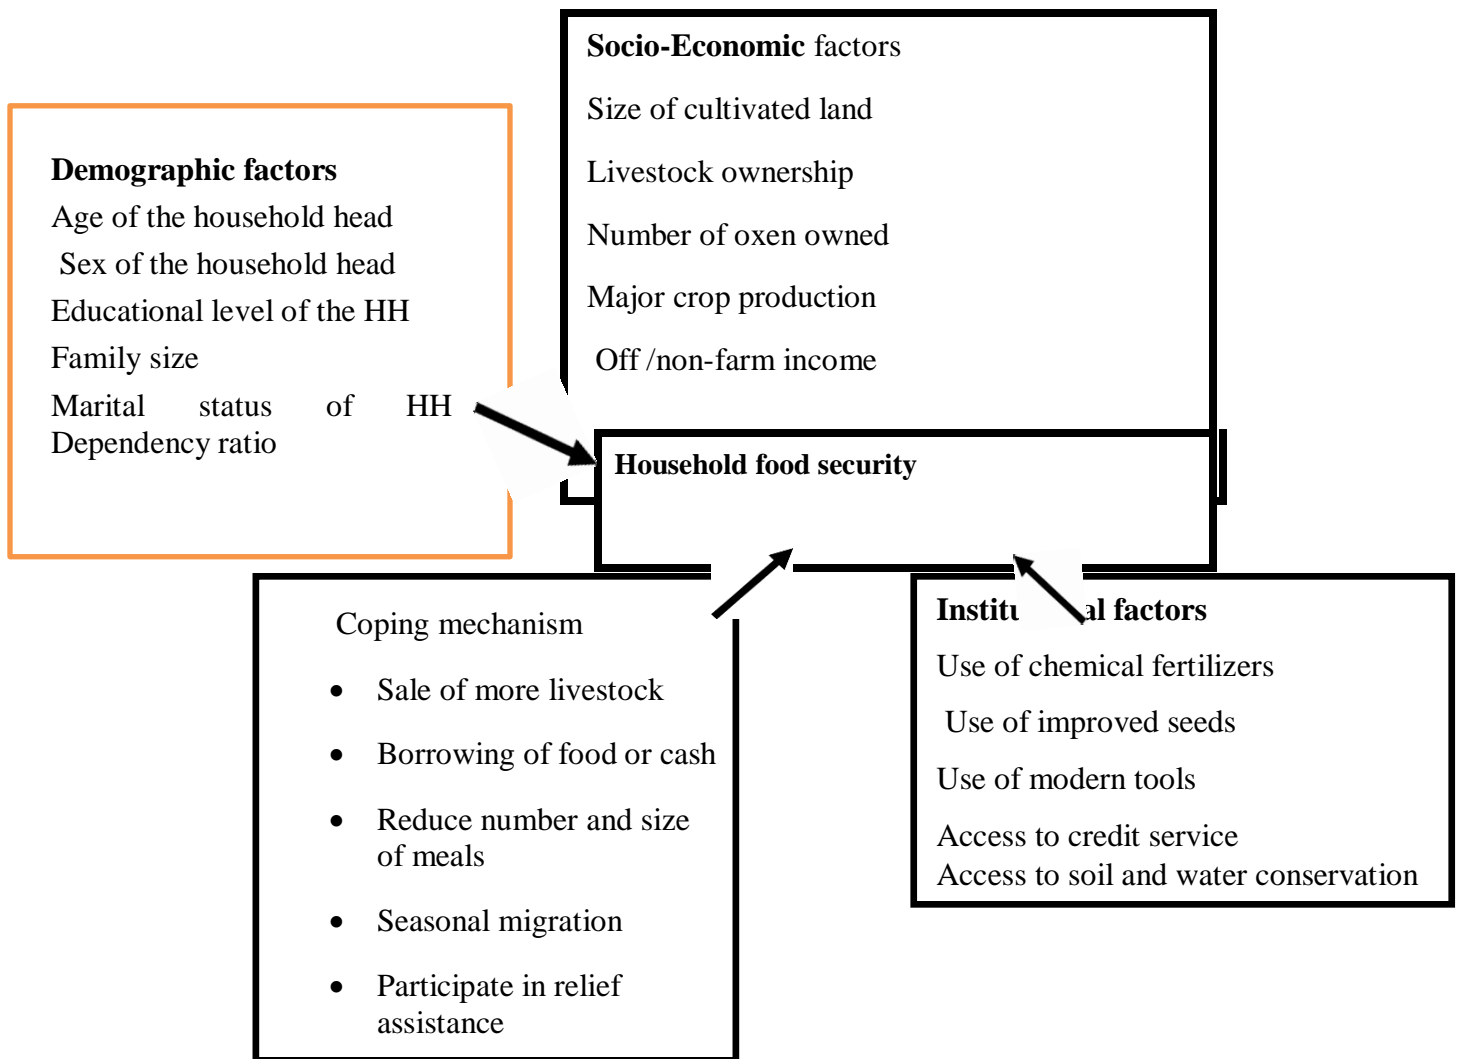 Socio-Economic factors
Size of cultivated land
Livestock ownership
Number of oxen owned
Major crop production
Off /non-farm income
Demographic factors
Age of the household head
Sex of the household head
Educational level of the HH
Family size
Marital status of HH
Dependency ratio
Household food security
Coping mechanism
• Sale of more livestock
• Borrowing of food or cash
• Reduce number and size
of meals
• Seasonal migration
• Participate in relief
assistance
factors
Use of chemical fertilizers
Use of improved seeds
Use of modern tools
Access to credit service
Access to soil and water conservation